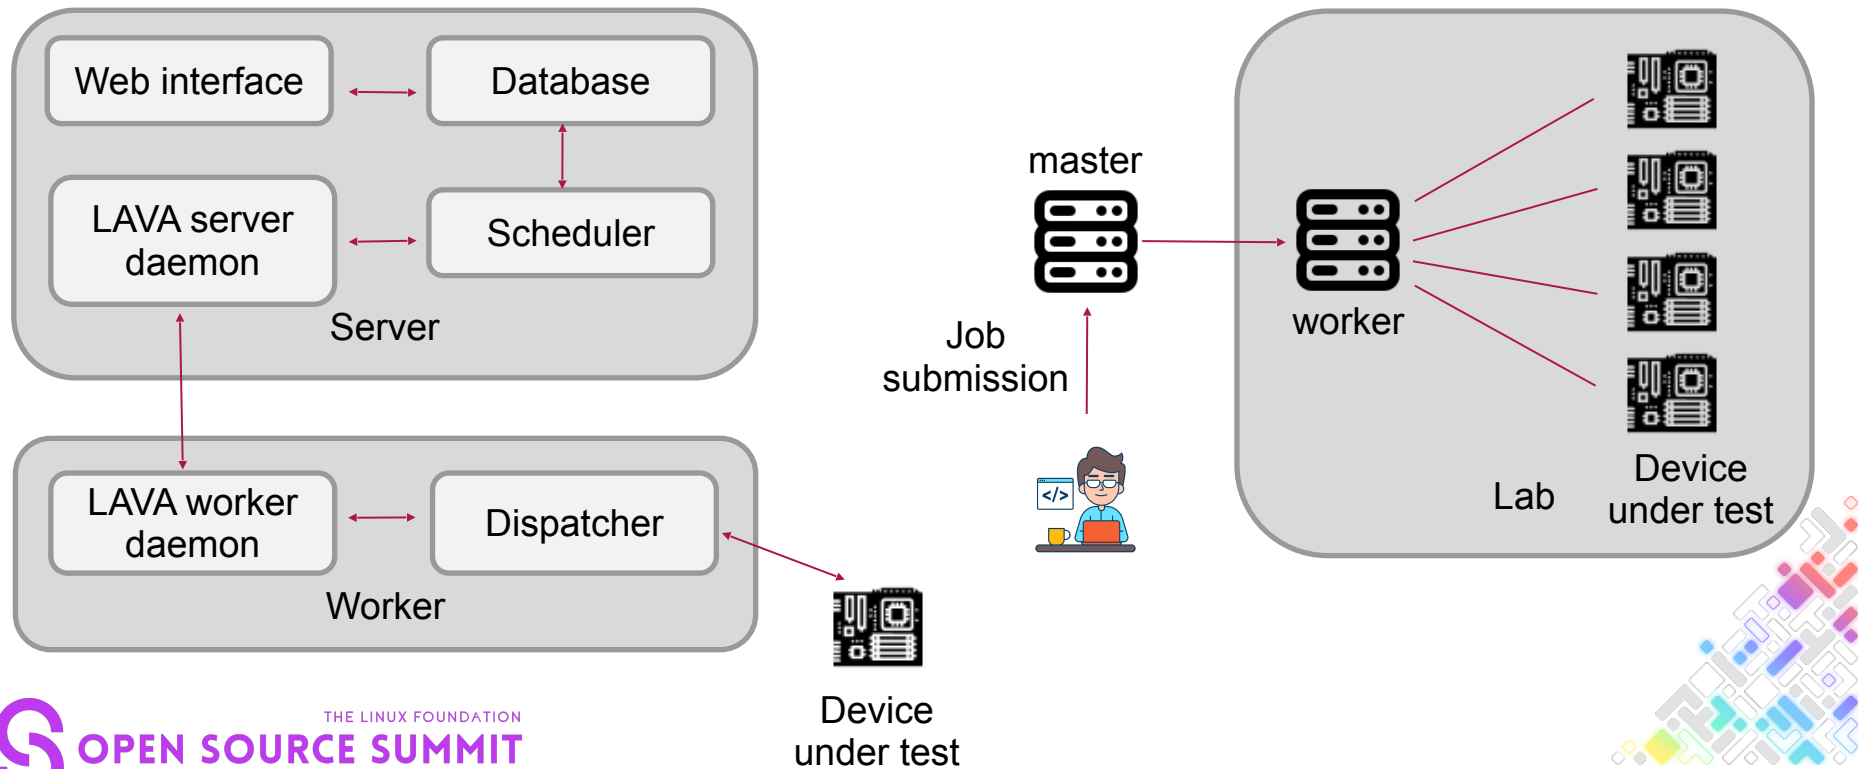 Web interface
Database
LAVA server
daemon
Scheduler
Server
LAVA worker
daemon
Dispatcher
Worker
Device
under test
master
Job
submission
</>
worker
Lab
Device
under test
THE LINUX FOUNDATION
OPEN SOURCE SUMMIT